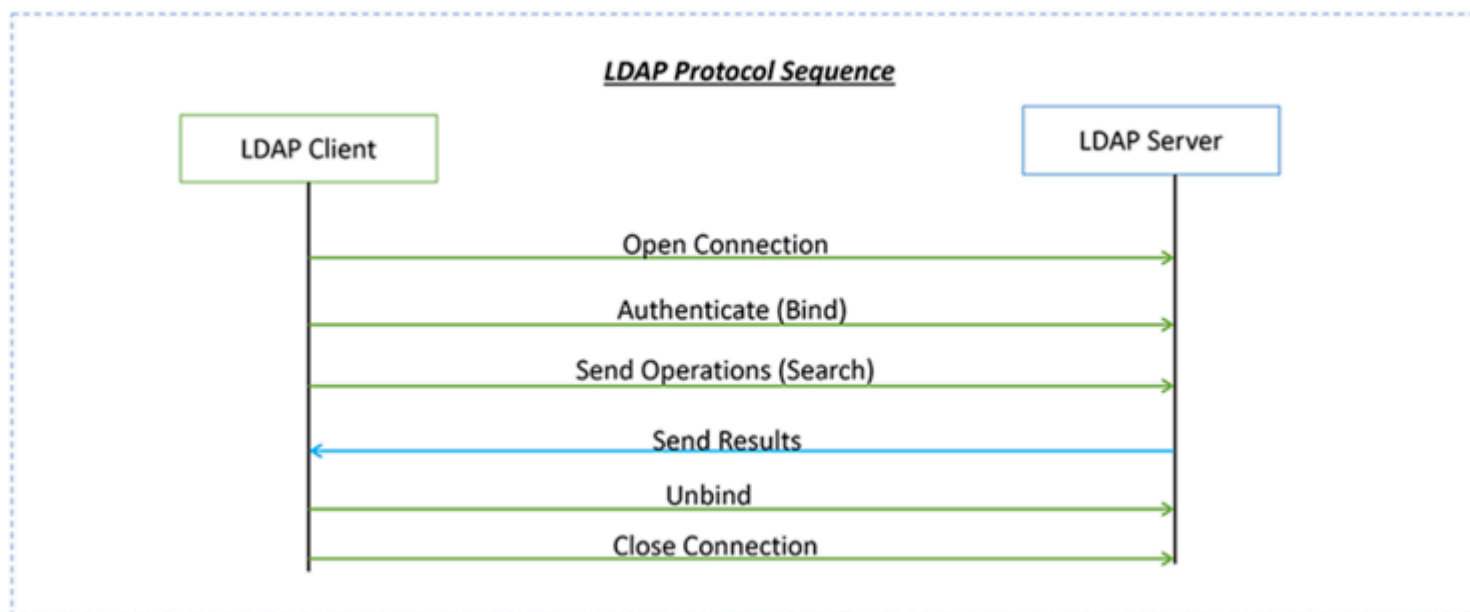 LDAP Protocol Sequence
LDAP Client
LDAP Server
Open Connection
Authenticate (Bind)
Send Operations (Search)
Send Results
Unbind
Close Connection